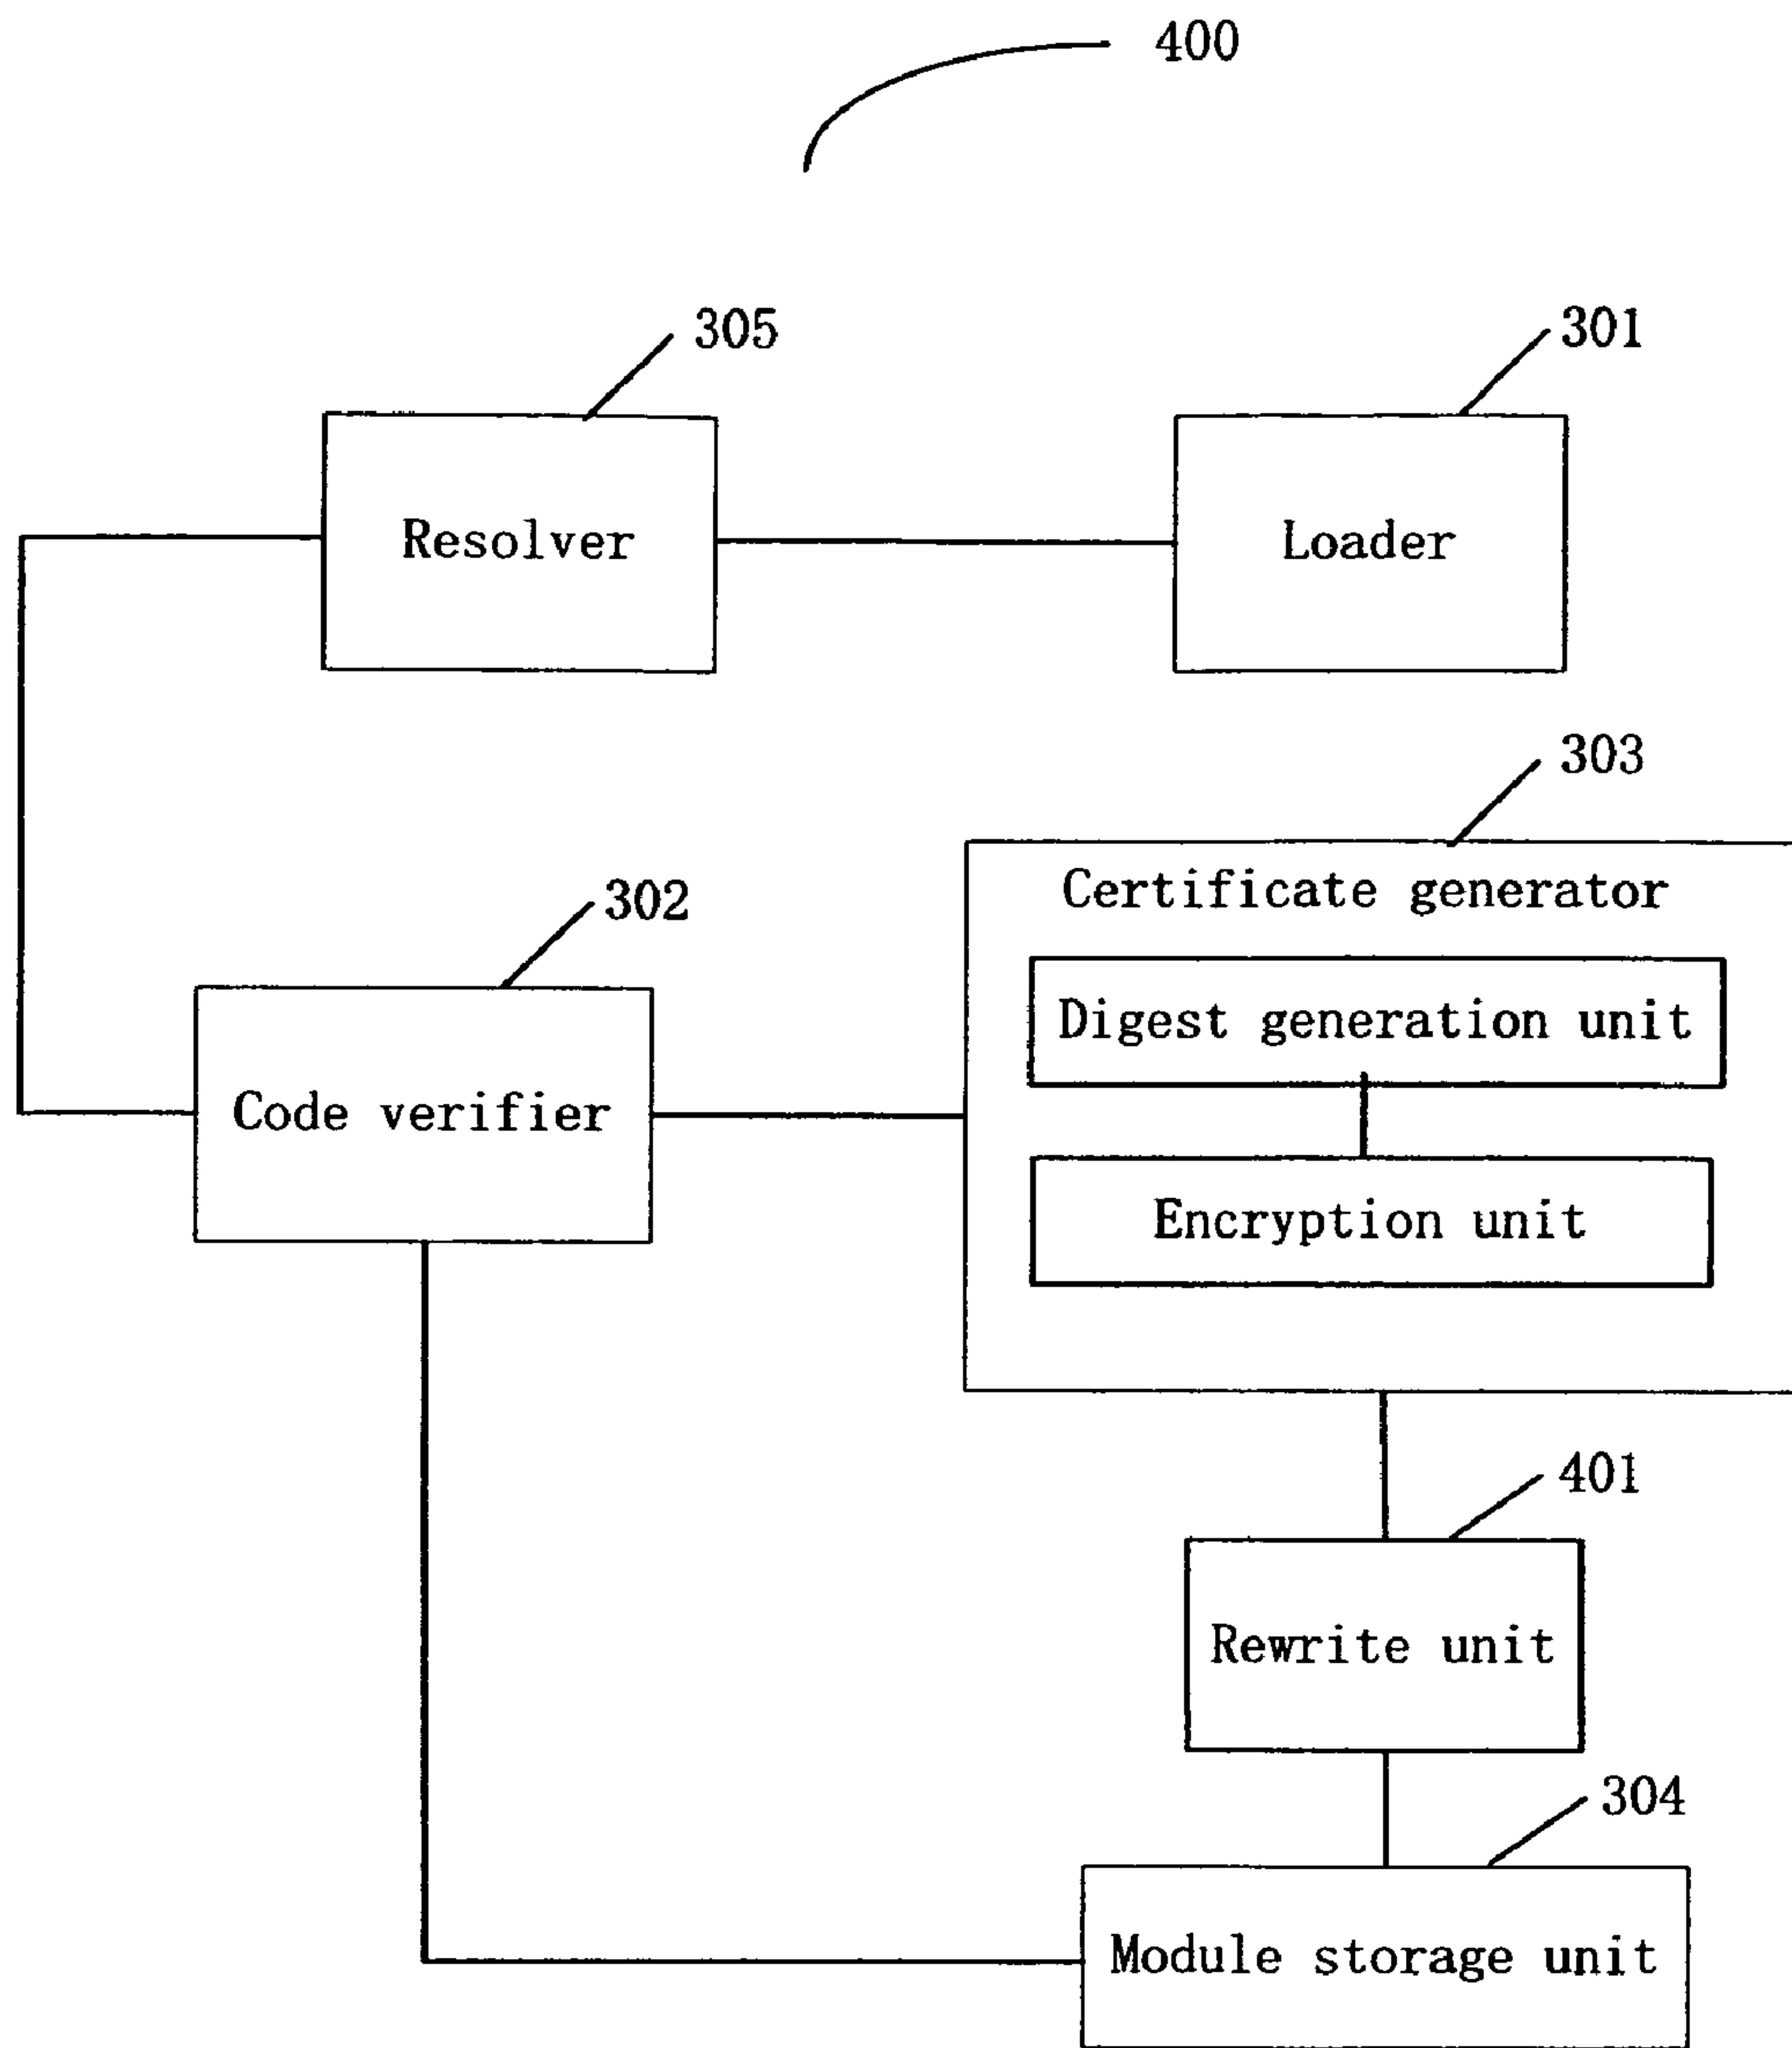 400
305
301
Resolver
Loader
303
Certificate generator
302
Digest generation unit
Code verifier
Encryption unit
401
Rewrite unit
304
Module storage unit